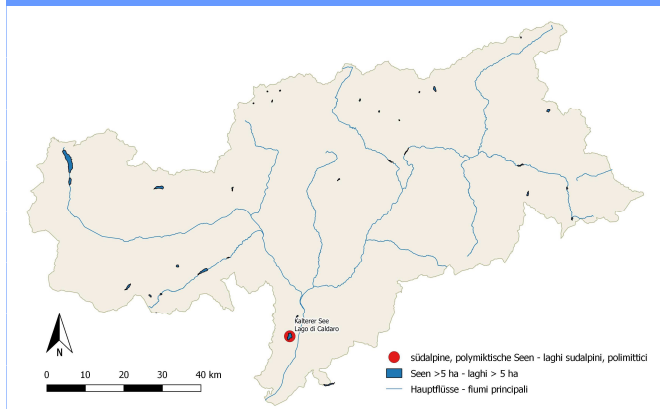 Kalterer See
Lago di Caldaro
N
0 10 20 30 40 km
südalpine, polymiktische Seen - laghi sudalpini, polimittici
Seen >5 ha - laghi > 5 ha
Hauptflüsse - fiumi principali